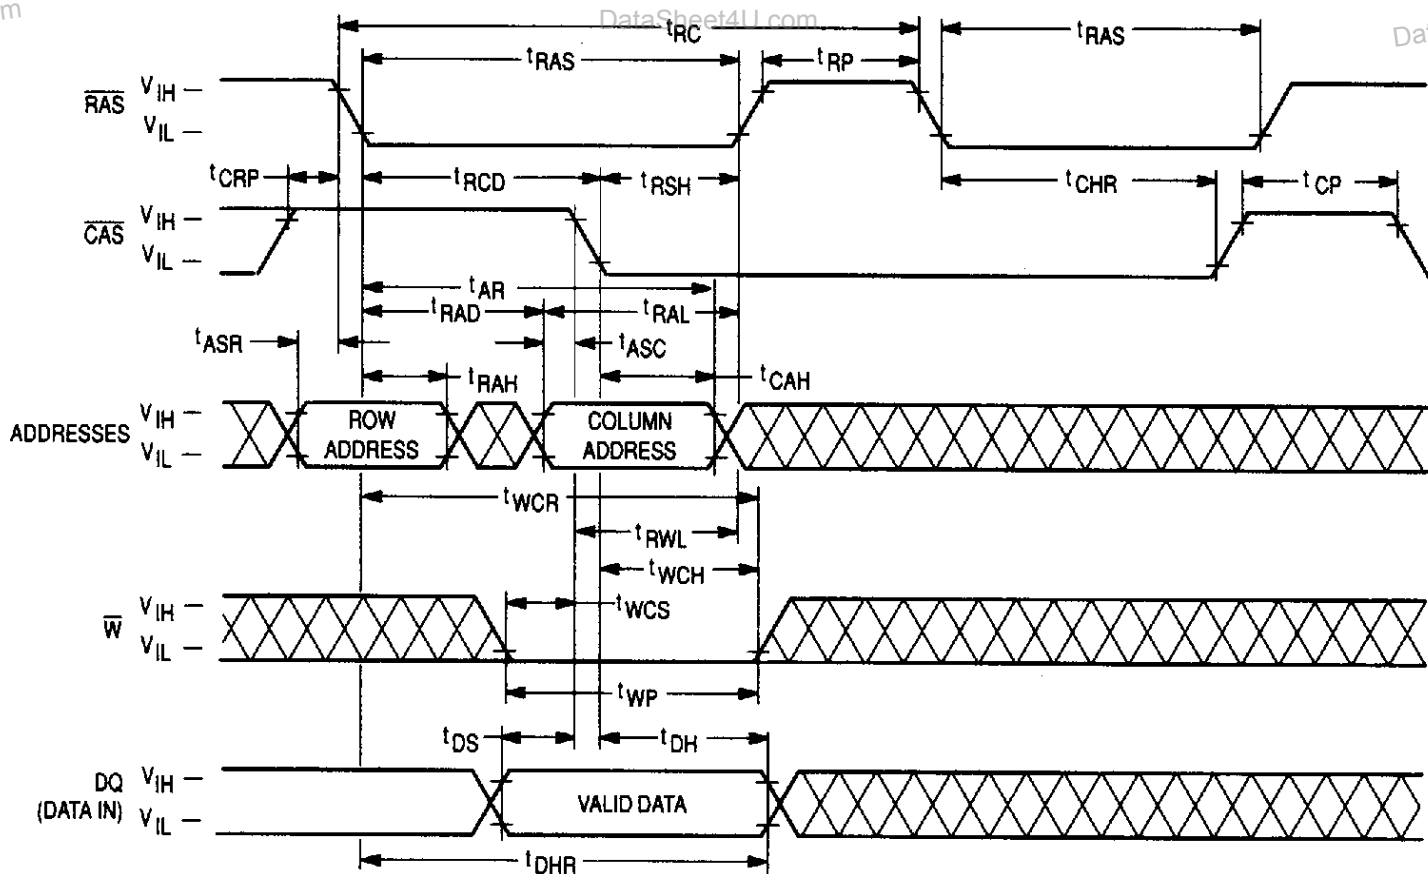 m
DataSheet4U.com
Dat
tRC
tRAS
tRAS
tRP
RAS VIH
VIL
tCRP
tRCD
tRSH
tCHR
tCP
CAS VIH
VIL
tAR
tRAD
tRAL
tASR
tASC
tRAH
tCAH
ADDRESSES VIH
VIL
ROW
ADDRESS
COLUMN
ADDRESS
tWCR
tRWL
tWCH
tWCS
W VIH
VIL
tWP
tDS
tDH
DQ
(DATA IN)
VIH
VIL
VALID DATA
tDHR